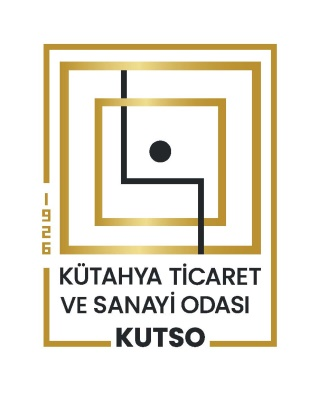 1926
KÜTAHYA TİCARET
VE SANAYİ ODASI
KUTSO